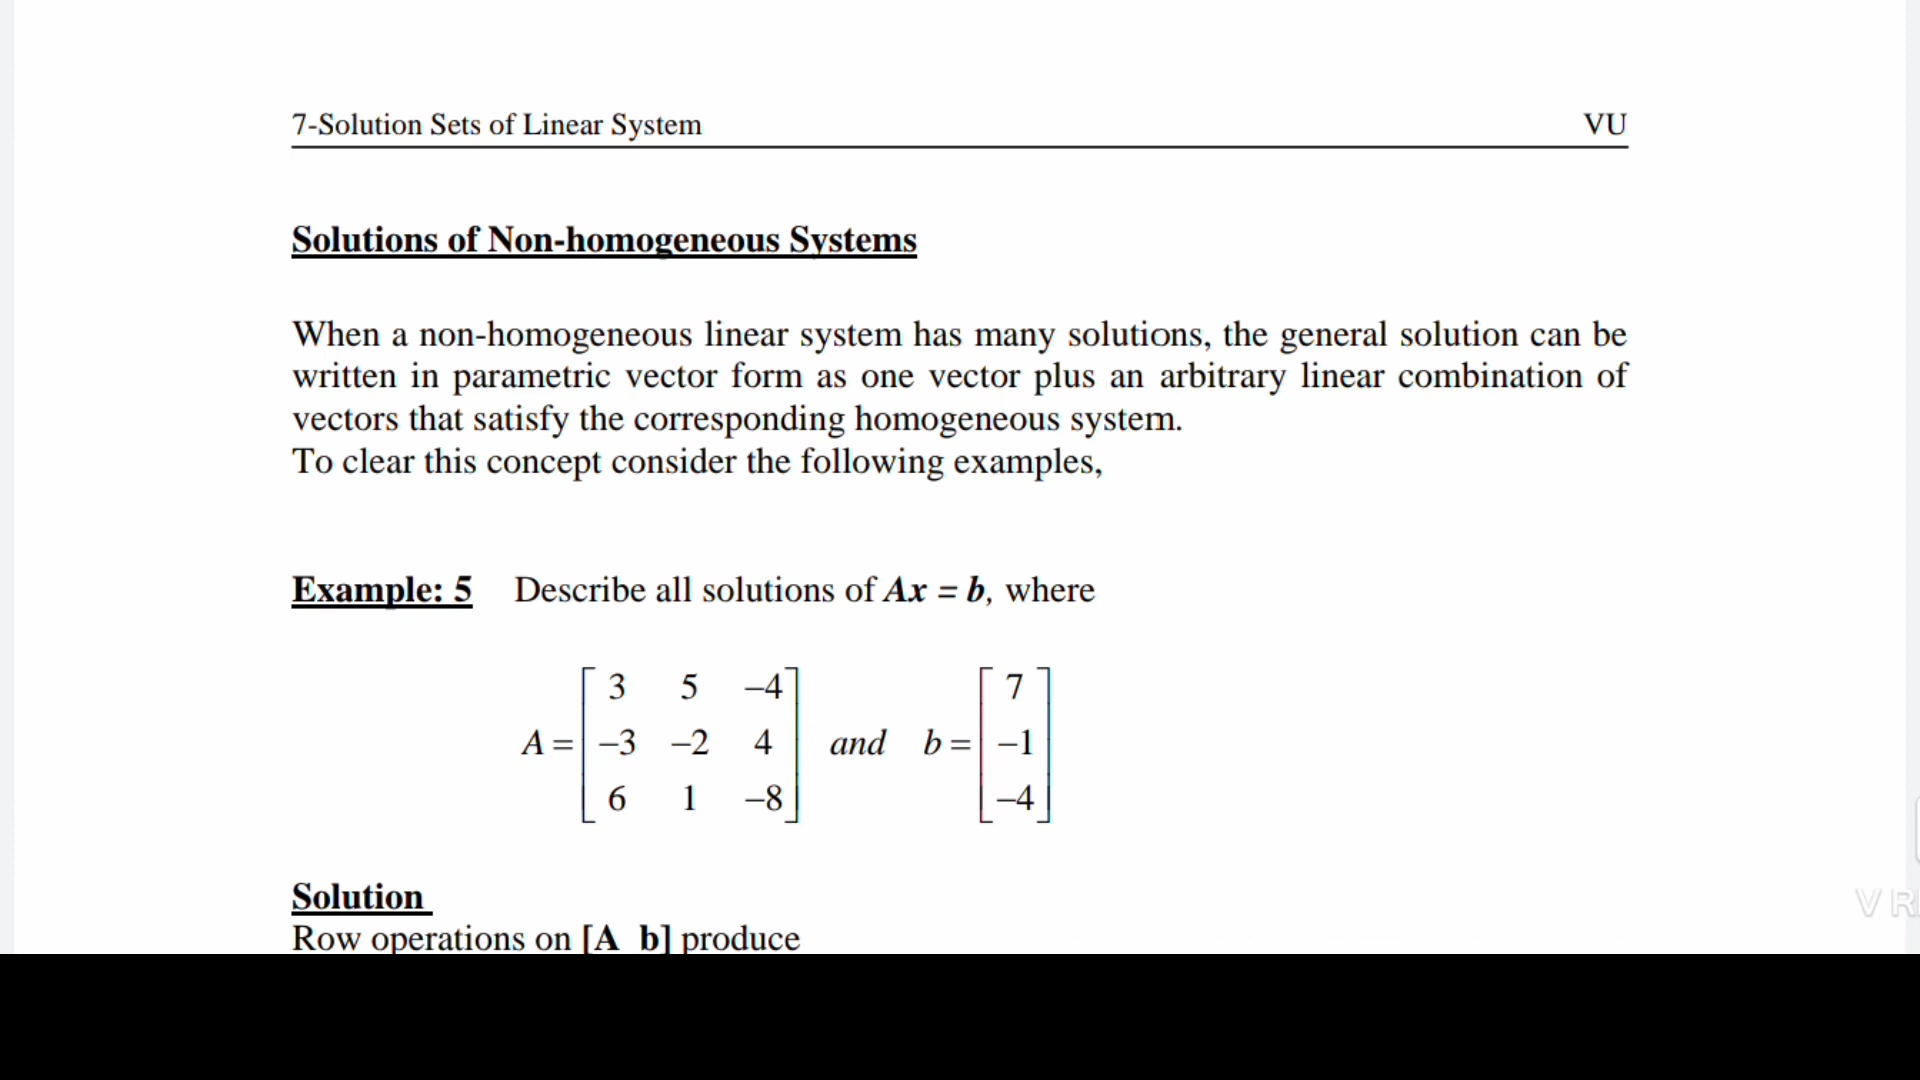 7-Solution Sets of Linear System VU
Solutions of Non-homogeneous Systems
When a non-homogeneous linear system has many solutions, the general solution can be
written in parametric vector form as one vector plus an arbitrary linear combination of
vectors that satisfy the corresponding homogeneous system.
To clear this concept consider the following examples,
Example: 5 Describe all solutions of Ax = b, where
3 5 –4 7
A = –3 –2 4 and b = –1
6 1 –8 –4
Solution
Row operations on [A b] produce